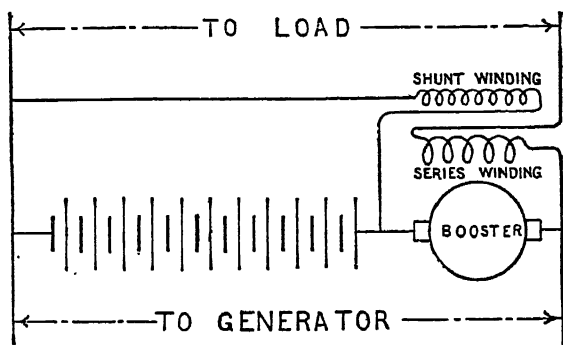 TO LOAD
SHUNT WINDING
SERIES WINDING
BOOSTER
TO GENERATOR